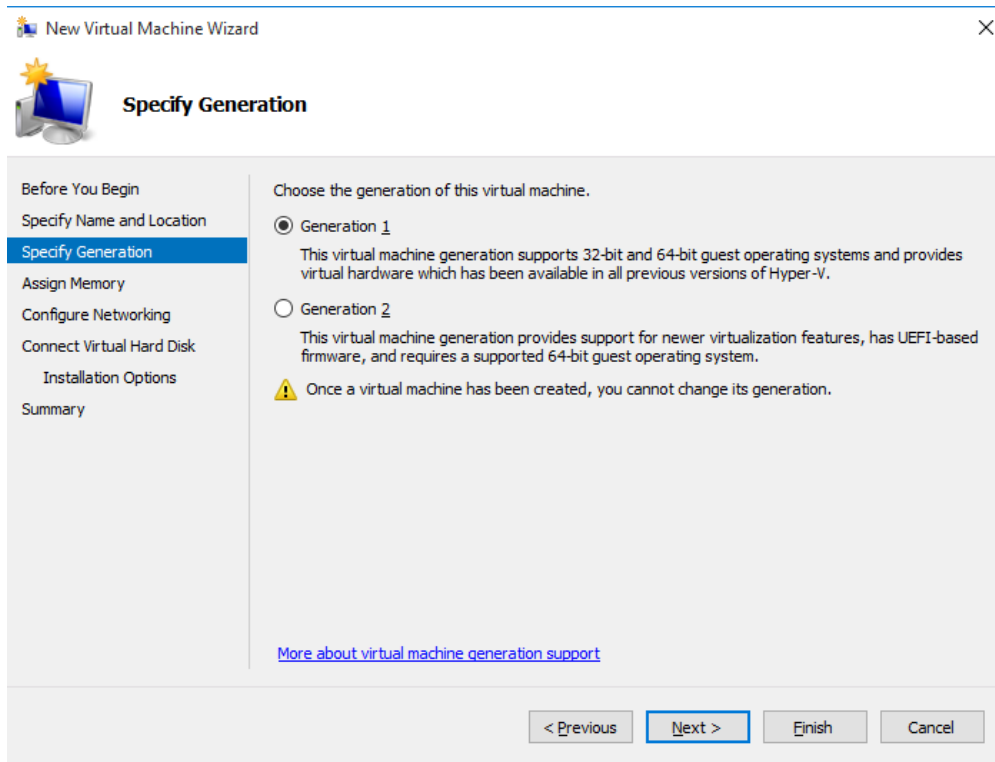 New Virtual Machine Wizard
Specify Generation
Before You Begin
Specify Name and Location
Specify Generation
Assign Memory
Configure Networking
Connect Virtual Hard Disk
Installation Options
Summary
Choose the generation of this virtual machine.
Generation 1
This virtual machine generation supports 32-bit and 64-bit guest operating systems and provides
virtual hardware which has been available in all previous versions of Hyper-V.
Generation 2
This virtual machine generation provides support for newer virtualization features, has UEFI-based
firmware, and requires a supported 64-bit guest operating system.
Once a virtual machine has been created, you cannot change its generation.
More about virtual machine generation support
< Previous
Next >
Finish
Cancel